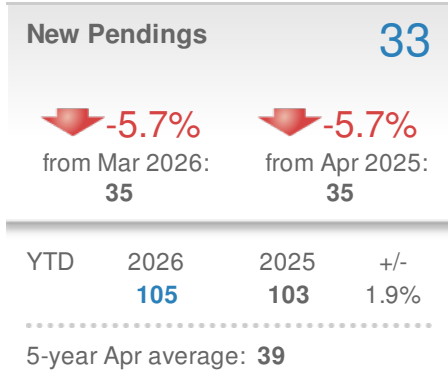 New Pendings 33
-5.7% -5.7%
from Mar 2026: from Apr 2025:
35 35
YTD 2026 2025 +/-
105 103 1.9%
5-year Apr average: 39